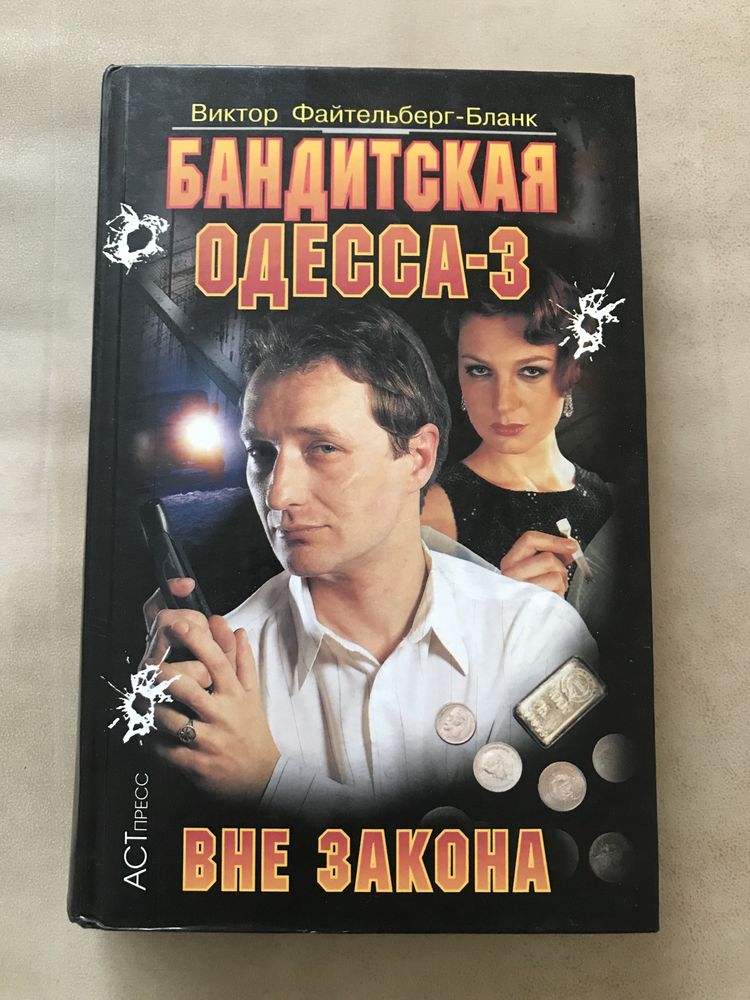 Виктор Файтельберг-Бланк
БАНДИТСКАЯ
ОДЕССА-3
АСТПРЕСС
ВНЕ ЗАКОНА